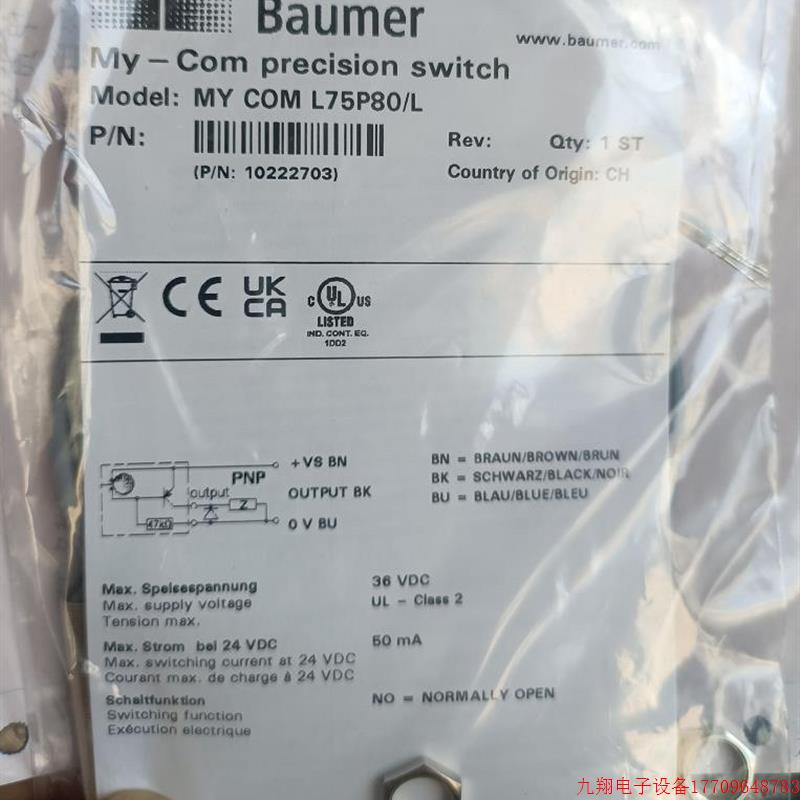 Baumer
www.baumer.com
My-Com precision switch
Model: MY COM L75P80/L
P/N:
Rev: Qty: 1 ST
(P/N: 10222703)
Country of Origin: CH
CE
UK
CA
C UL US
LISTED
IND. CONT. EQ.
1DD2
+VS BN
PNP
output
OUTPUT BK
Z
47kΩ
0 V BU
BN = BRAUN/BROWN/BRUN
BK = SCHWARZ/BLACK/NOIR
BU = BLAU/BLUE/BLEU
Max. Speisespannung 36 VDC
Max. supply voltage UL - Class 2
Tension max.
Max. Strom bei 24 VDC 50 mA
Max. switching current at 24 VDC
Courant max. de charge à 24 VDC
Schaltfunktion NO = NORMALLY OPEN
Switching function
Exécution electrique
九翔电子设备17709648783